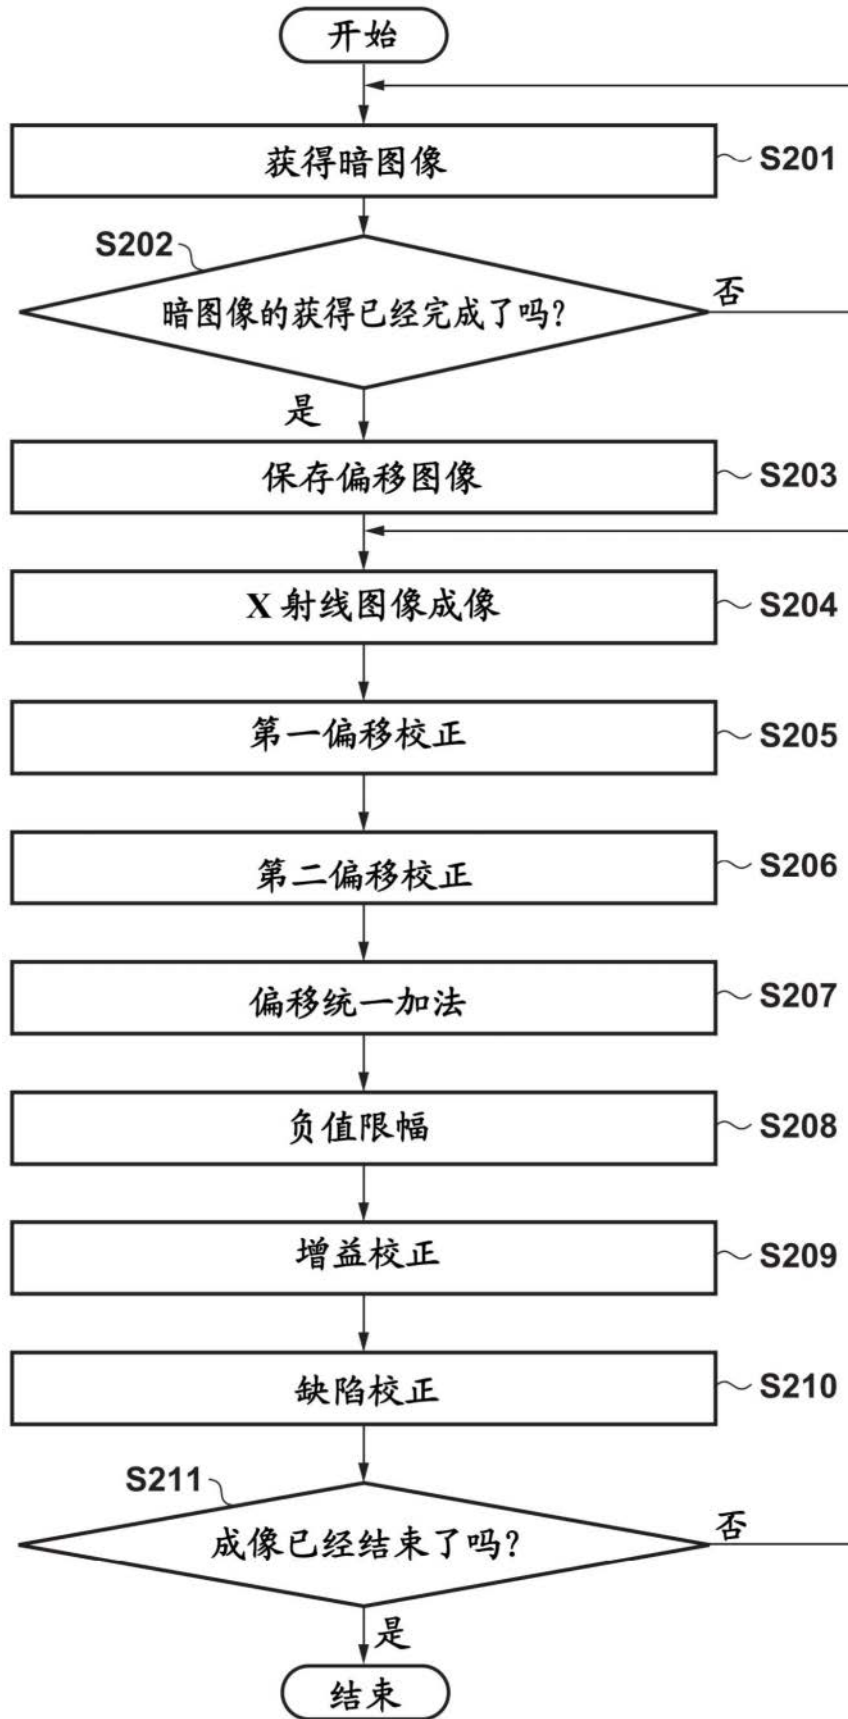 开始
获得暗图像
S201
S202
暗图像的获得已经完成了吗?
否
是
保存偏移图像
S203
X 射线图像成像
S204
第一偏移校正
S205
第二偏移校正
S206
偏移统一加法
S207
负值限幅
S208
增益校正
S209
缺陷校正
S210
S211
成像已经结束了吗?
否
是
结束